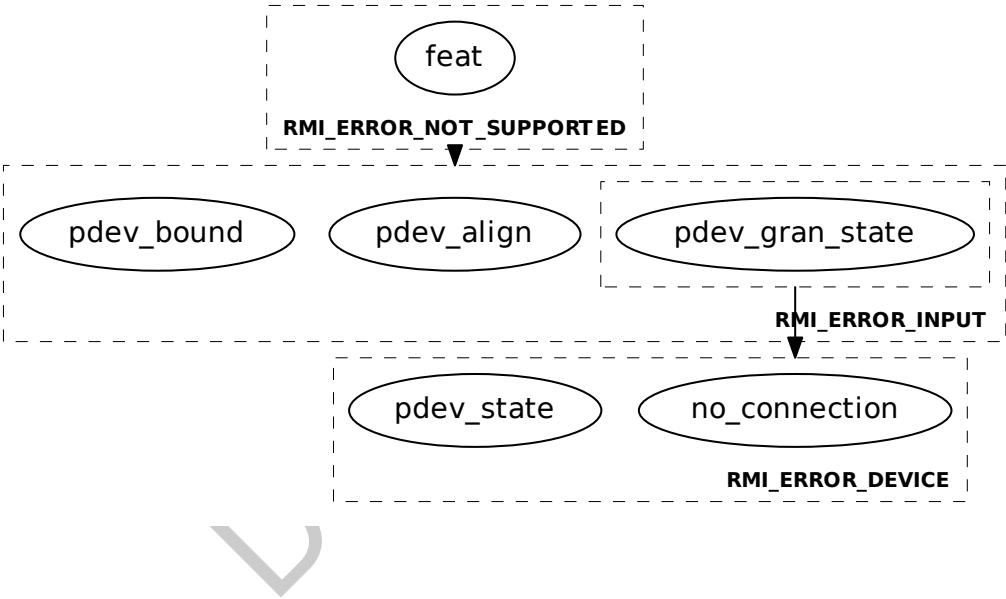 feat
RMI_ERROR_NOT_SUPPORTED
pdev_bound pdev_align pdev_gran_state
RMI_ERROR_INPUT
pdev_state no_connection
RMI_ERROR_DEVICE